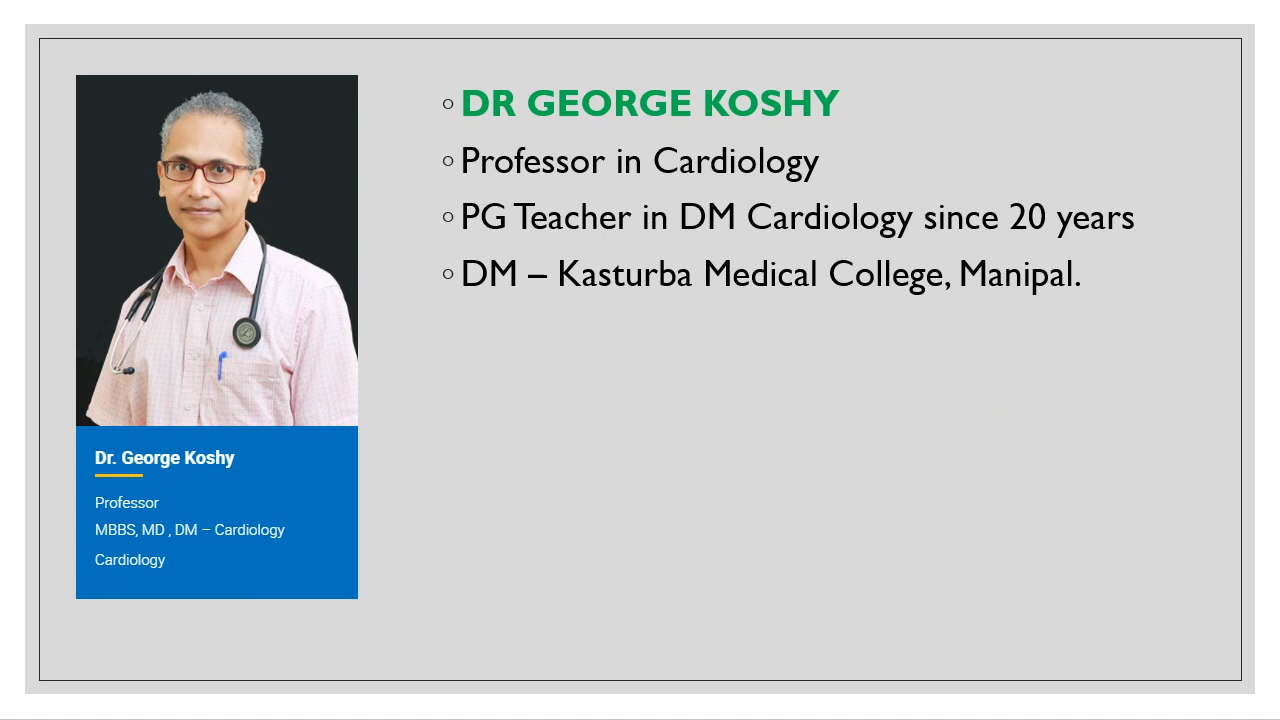 ◦ DR GEORGE KOSHY
◦ Professor in Cardiology
◦ PG Teacher in DM Cardiology since 20 years
◦ DM – Kasturba Medical College, Manipal.
Dr. George Koshy
Professor
MBBS, MD , DM – Cardiology
Cardiology